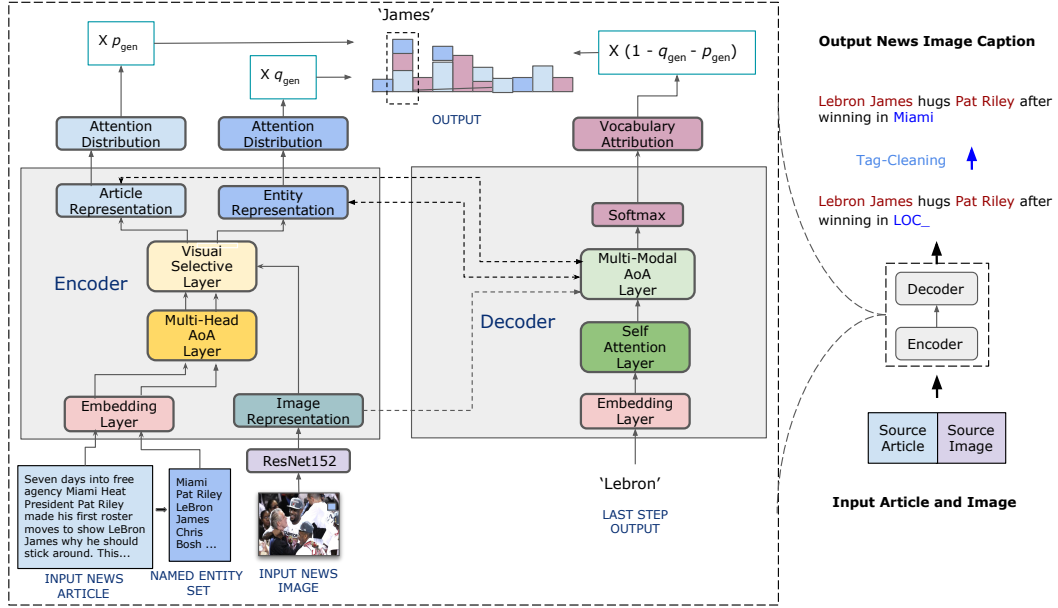 'James'
X p_gen
X q_gen
X (1 - q_gen - p_gen)
OUTPUT
Attention
Distribution
Attention
Distribution
Vocabulary
Attribution
Article
Representation
Entity
Representation
Softmax
Visuai
Selective
Layer
Multi-Modal
AoA
Layer
Encoder
Decoder
Multi-Head
AoA
Layer
Self
Attention
Layer
Embedding
Layer
Image
Representation
Embedding
Layer
ResNet152
Seven days into free
agency Miami Heat
President Pat Riley
made his first roster
moves to show LeBron
James why he should
stick around. This...
Miami
Pat Riley
LeBron
James
Chris
Bosh ...
'Lebron'
LAST STEP
OUTPUT
INPUT NEWS
ARTICLE
NAMED ENTITY
SET
INPUT NEWS
IMAGE
Output News Image Caption
Lebron James hugs Pat Riley after
winning in Miami
Tag-Cleaning
Lebron James hugs Pat Riley after
winning in LOC_
Decoder
Encoder
Source
Article
Source
Image
Input Article and Image